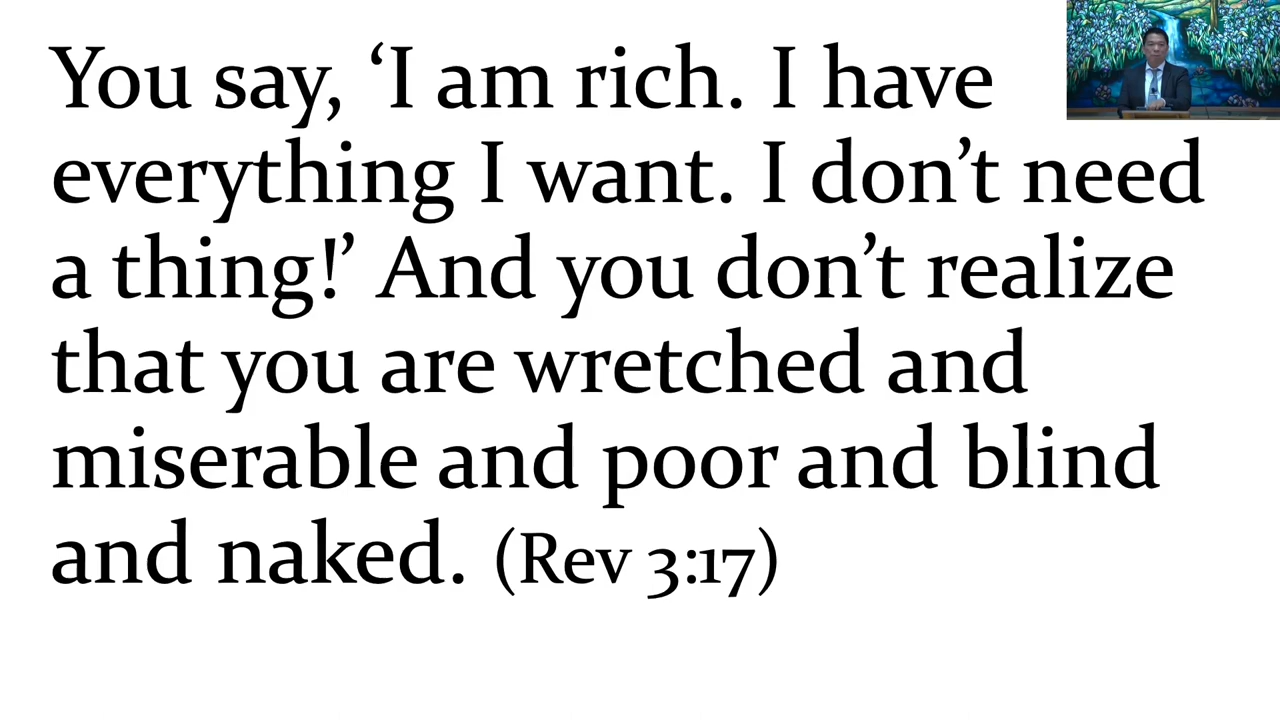 You say, ‘I am rich. I have
everything I want. I don’t need
a thing!’ And you don’t realize
that you are wretched and
miserable and poor and blind
and naked. (Rev 3:17)